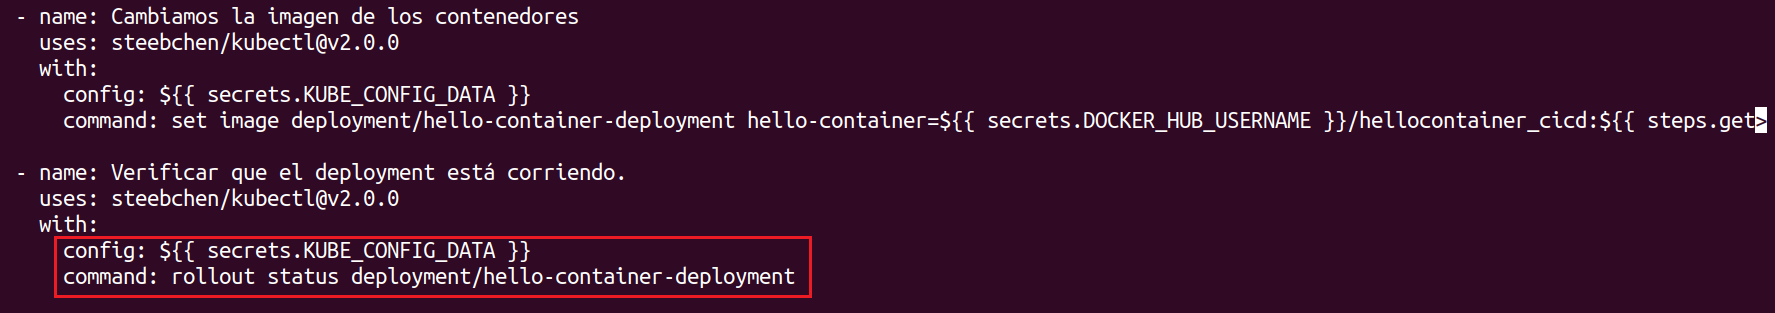 - name: Cambiamos la imagen de los contenedores
uses: steebchen/kubectl@v2.0.0
with:
config: ${{ secrets.KUBE_CONFIG_DATA }}
command: set image deployment/hello-container-deployment hello-container=${{ secrets.DOCKER_HUB_USERNAME }}/hellocontainer_cicd:${{ steps.get>
- name: Verificar que el deployment está corriendo.
uses: steebchen/kubectl@v2.0.0
with:
config: ${{ secrets.KUBE_CONFIG_DATA }}
command: rollout status deployment/hello-container-deployment